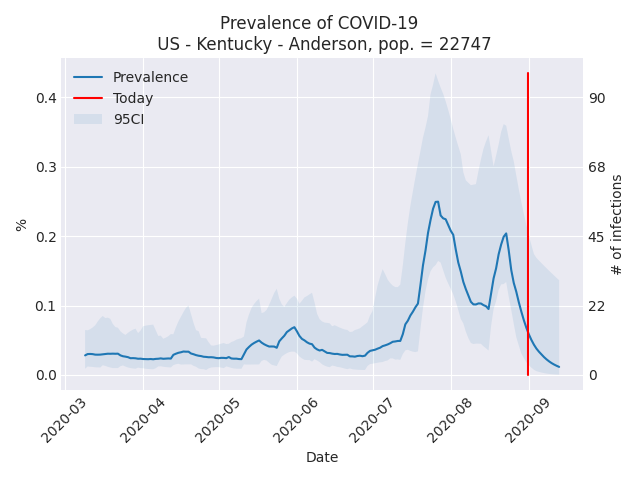 Prevalence of COVID-19
US - Kentucky - Anderson, pop. = 22747
Prevalence
Today
95CI
%
0.4
0.3
0.2
0.1
0.0
90
68
45
22
0
# of infections
2020-03
2020-04
2020-05
2020-06
2020-07
2020-08
2020-09
Date